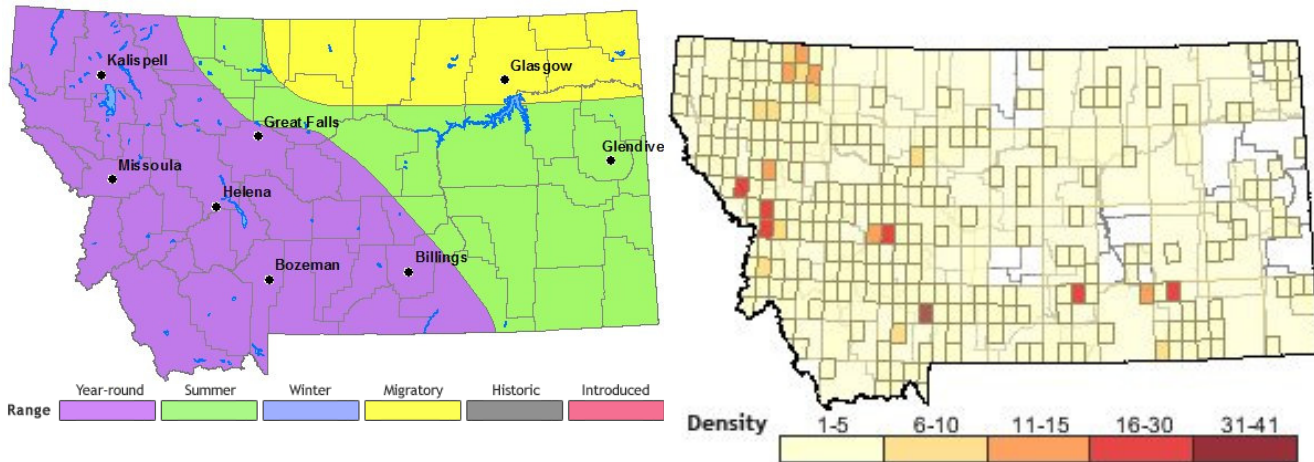 Kalispell
Glasgow
Great Falls
Glendive
Missoula
Helena
Bozeman
Billings
Year-round Summer Winter Migratory Historic Introduced
Range
Density 1-5 6-10 11-15 16-30 31-41